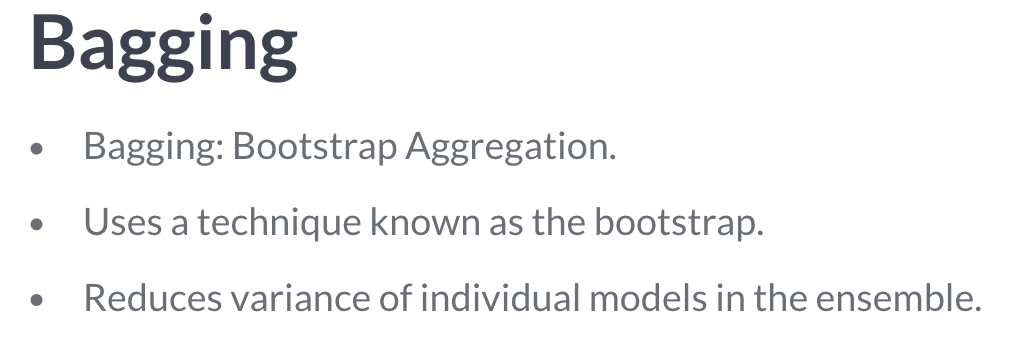 Bagging
• Bagging: Bootstrap Aggregation.
• Uses a technique known as the bootstrap.
• Reduces variance of individual models in the ensemble.